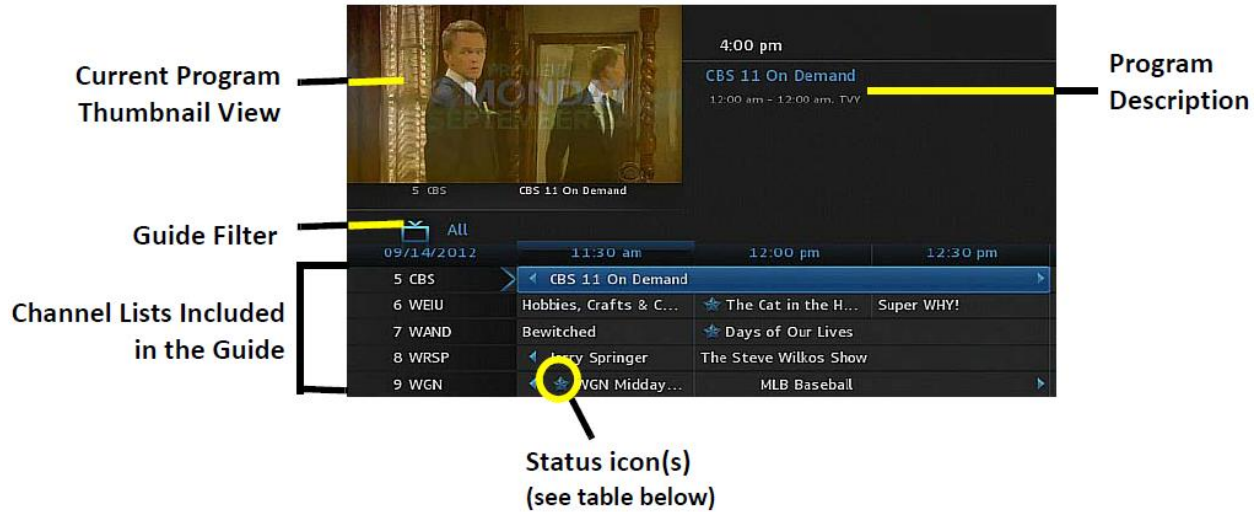 Current Program
Thumbnail View
PREMIERE
MONDAY
SEPTEMBER
5 CBS CBS 11 On Demand
4:00 pm
CBS 11 On Demand
12:00 am - 12:00 am, TVY
Program
Description
Guide Filter
All
09/14/2012 11:30 am 12:00 pm 12:30 pm
Channel Lists Included
in the Guide
5 CBS CBS 11 On Demand
6 WEIU Hobbies, Crafts & C... The Cat in the H... Super WHY!
7 WAND Bewitched Days of Our Lives
8 WRSP Jerry Springer The Steve Wilkos Show
9 WGN WGN Midday... MLB Baseball
Status icon(s)
(see table below)